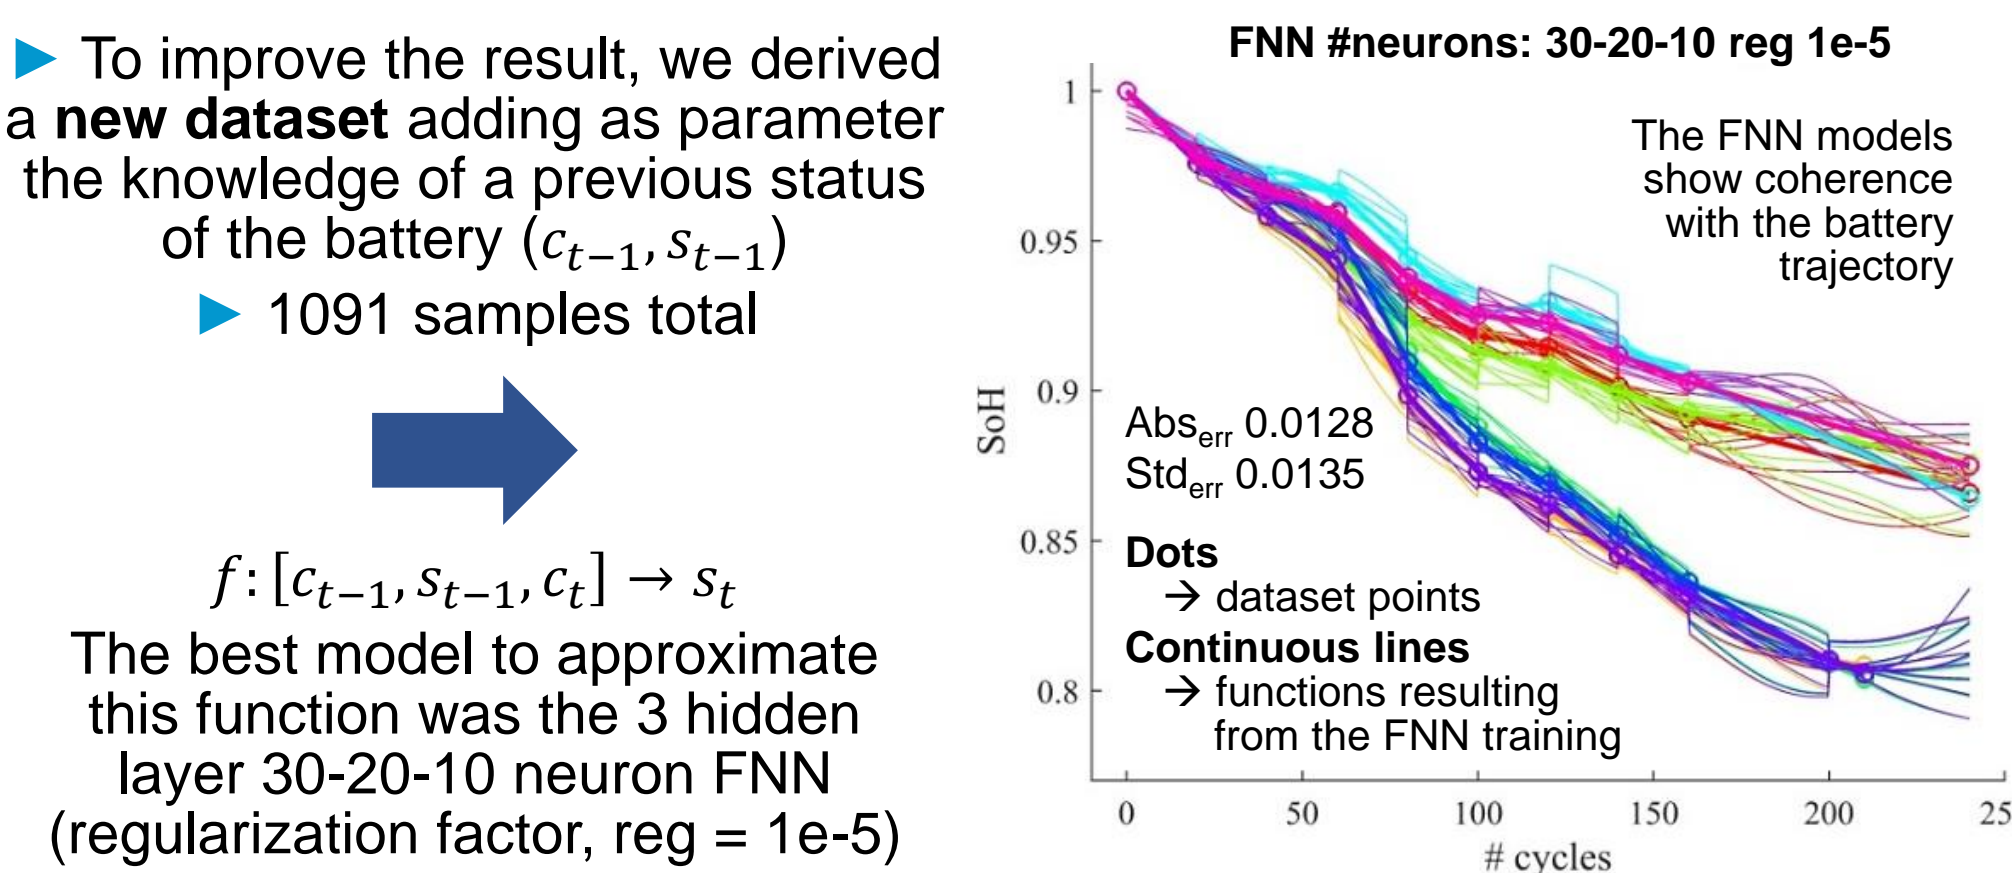 ► To improve the result, we derived
a new dataset adding as parameter
the knowledge of a previous status
of the battery (c_{t−1}, s_{t−1})
► 1091 samples total
f: [c_{t−1}, s_{t−1}, c_t] → s_t
The best model to approximate
this function was the 3 hidden
layer 30-20-10 neuron FNN
(regularization factor, reg = 1e-5)
FNN #neurons: 30-20-10 reg 1e-5
The FNN models
show coherence
with the battery
trajectory
Abs_{err} 0.0128
Std_{err} 0.0135
Dots
→ dataset points
Continuous lines
→ functions resulting
from the FNN training
SoH
1
0.95
0.9
0.85
0.8
0 50 100 150 200 25
# cycles